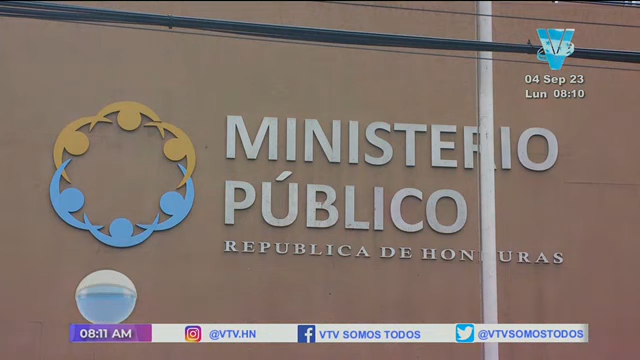 04 Sep 23
Lun 08:10
MINISTERIO
PÚBLICO
REPUBLICA DE HONDURAS
08:11 AM
@VTV.HN
VTV SOMOS TODOS
@VTVSOMOSTODOS